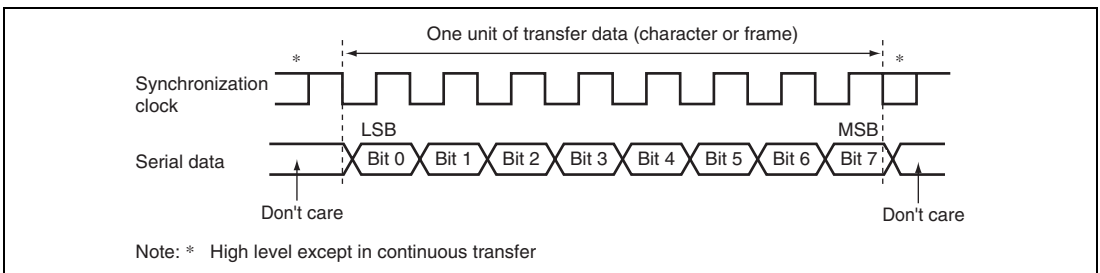 One unit of transfer data (character or frame)
* *
Synchronization
clock
LSB MSB
Serial data Bit 0 Bit 1 Bit 2 Bit 3 Bit 4 Bit 5 Bit 6 Bit 7
Don't care Don't care
Note: * High level except in continuous transfer